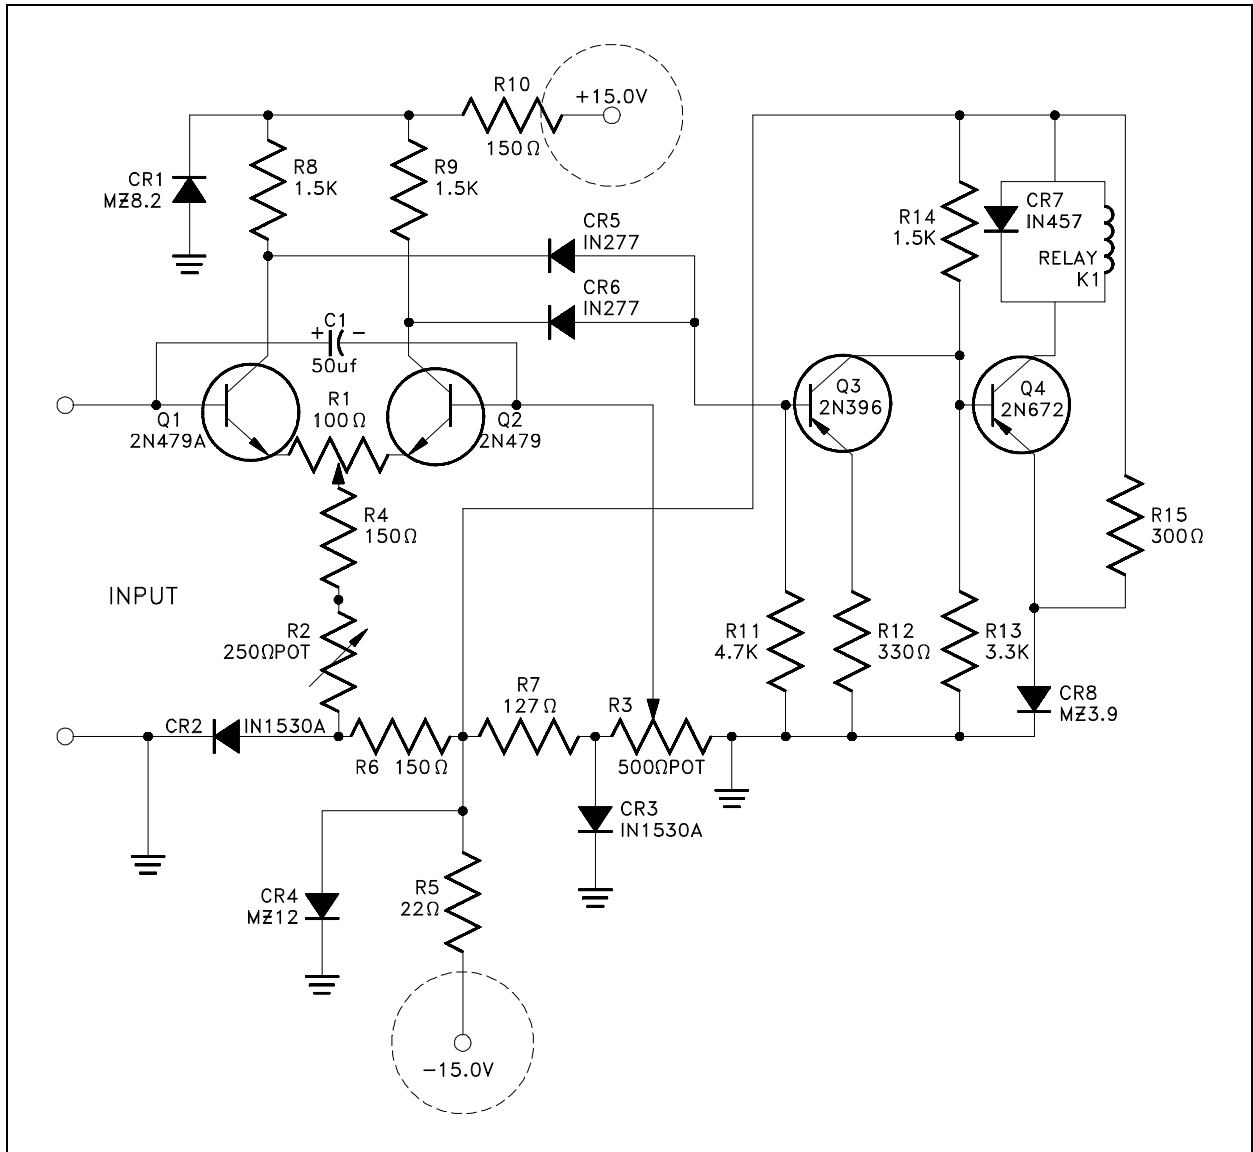 R10
+15.0V
150Ω
CR1
MZ8.2
R8
1.5K
R9
1.5K
CR5
IN277
CR6
IN277
R14
1.5K
CR7
IN457
RELAY
K1
C1
+ −
50uf
R1
100Ω
Q1
2N479A
Q2
2N479
Q3
2N396
Q4
2N672
R4
150Ω
R15
300Ω
INPUT
R2
250ΩPOT
R11
4.7K
R12
330Ω
R13
3.3K
CR2
IN1530A
R6 150Ω
R7
127Ω
R3
500ΩPOT
CR8
MZ3.9
CR3
IN1530A
CR4
MZ12
R5
22Ω
−15.0V